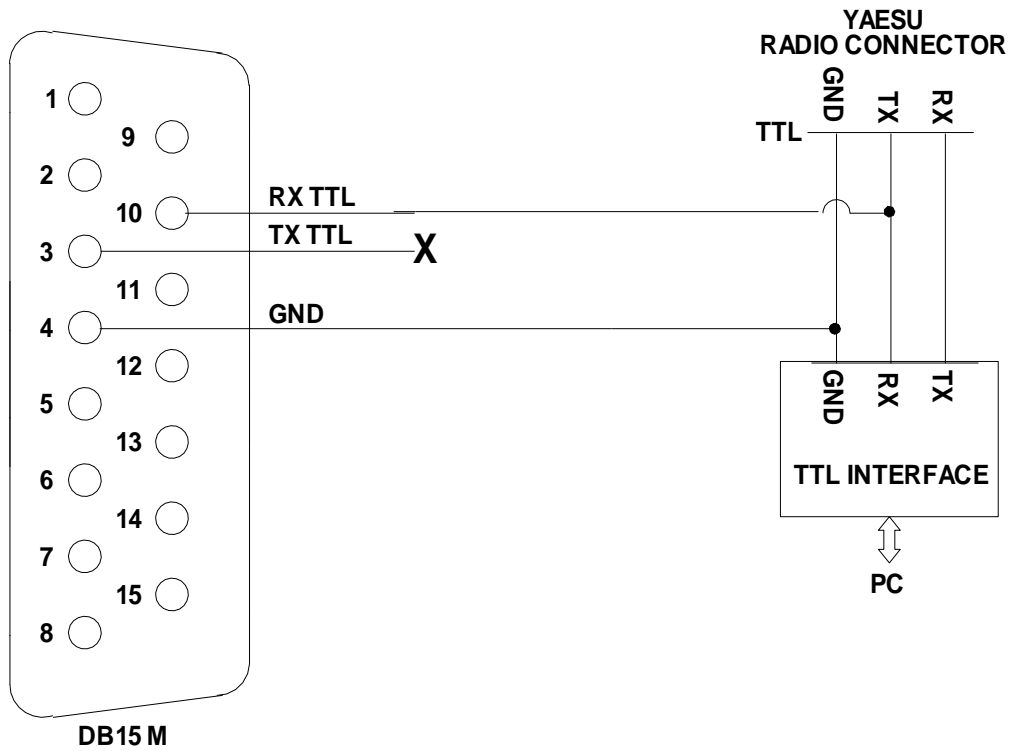 YAESU
RADIO CONNECTOR
GND TX RX
TTL
1
9
2
10 RX TTL
3 TX TTL X
11
4 GND
12
5
13
6
14
7
15
8
GND RX TX
TTL INTERFACE
PC
DB15 M